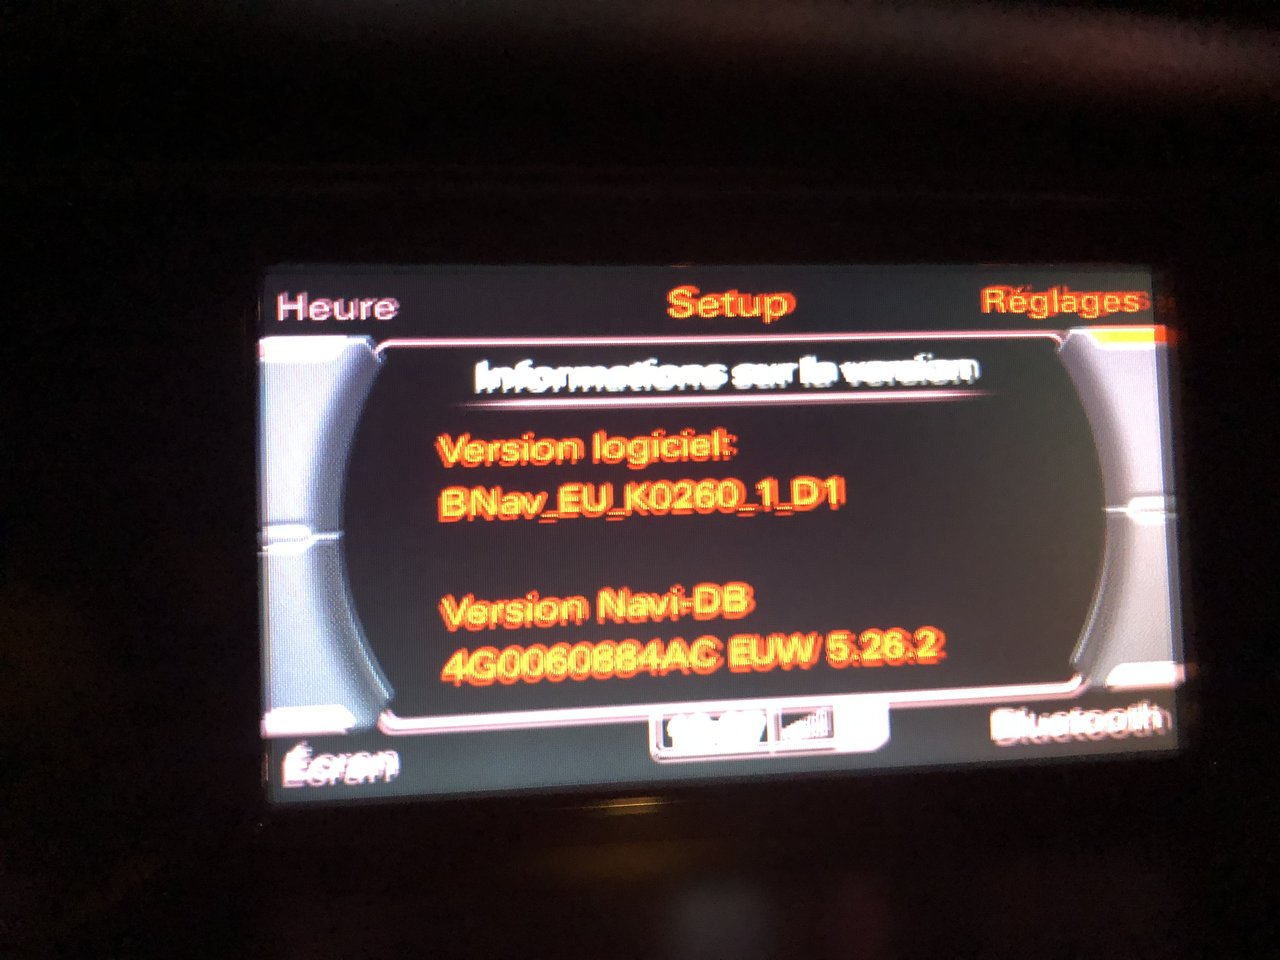 Heure Setup Réglages
Informations sur la version
Version logiciel:
BNav_EU_K0260_1_D1
Version Navi-DB
4G0060884AC EUW 5.26.2
Écran Bluetooth